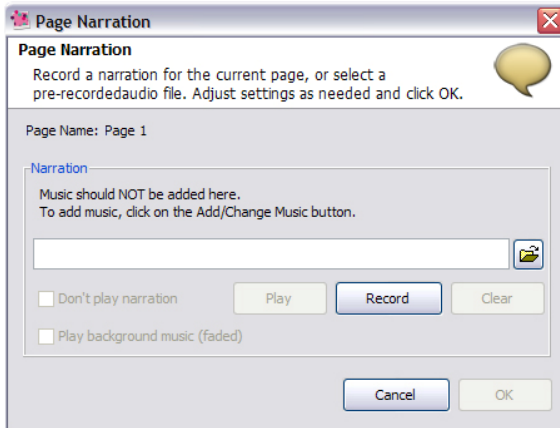 Page Narration
Page Narration
Record a narration for the current page, or select a
pre-recordedaudio file. Adjust settings as needed and click OK.
Page Name: Page 1
Narration
Music should NOT be added here.
To add music, click on the Add/Change Music button.
Don't play narration
Play
Record
Clear
Play background music (faded)
Cancel
OK